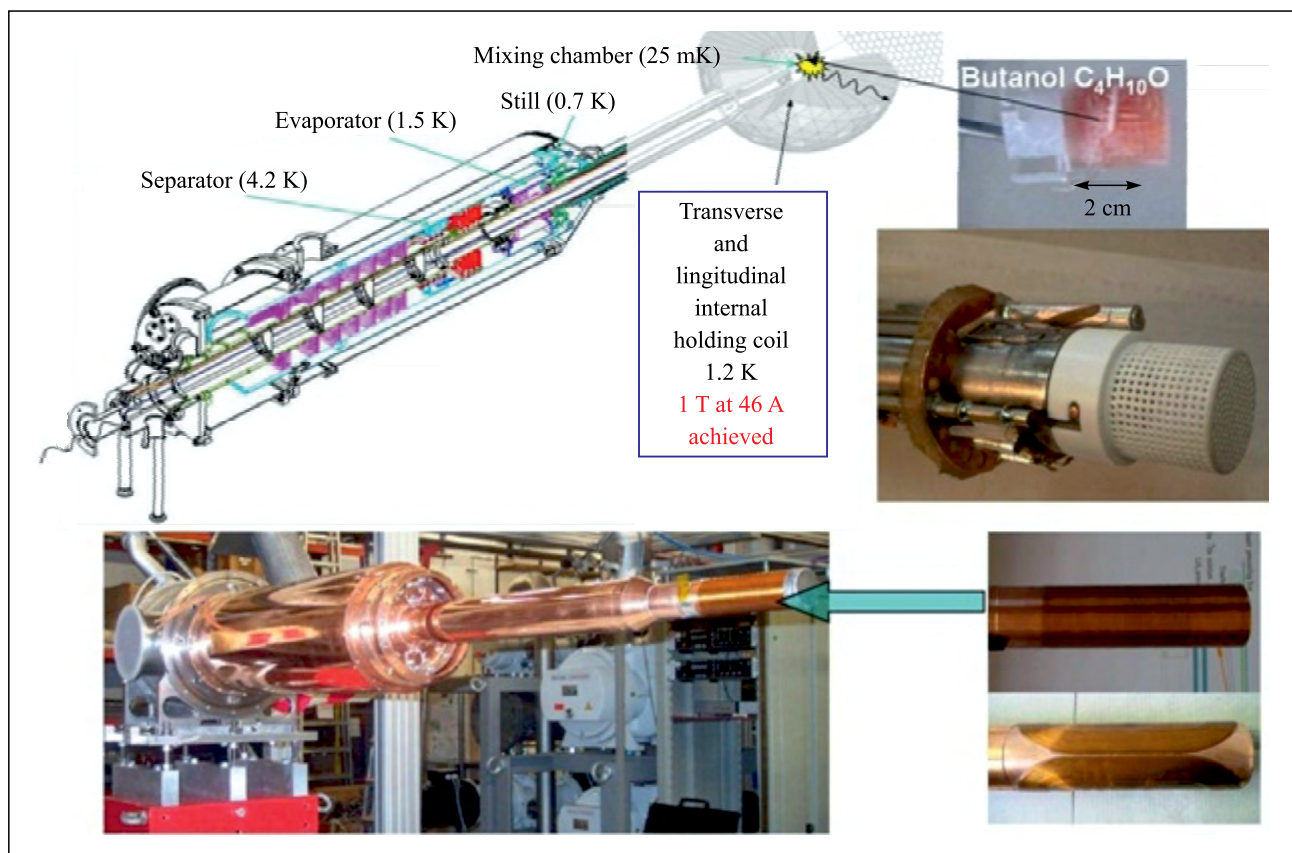 Mixing chamber (25 mK)
Still (0.7 K)
Evaporator (1.5 K)
Separator (4.2 K)
Butanol C₄H₁₀O
2 cm
Transverse
and
lingitudinal
internal
holding coil
1.2 K
1 T at 46 A
achieved